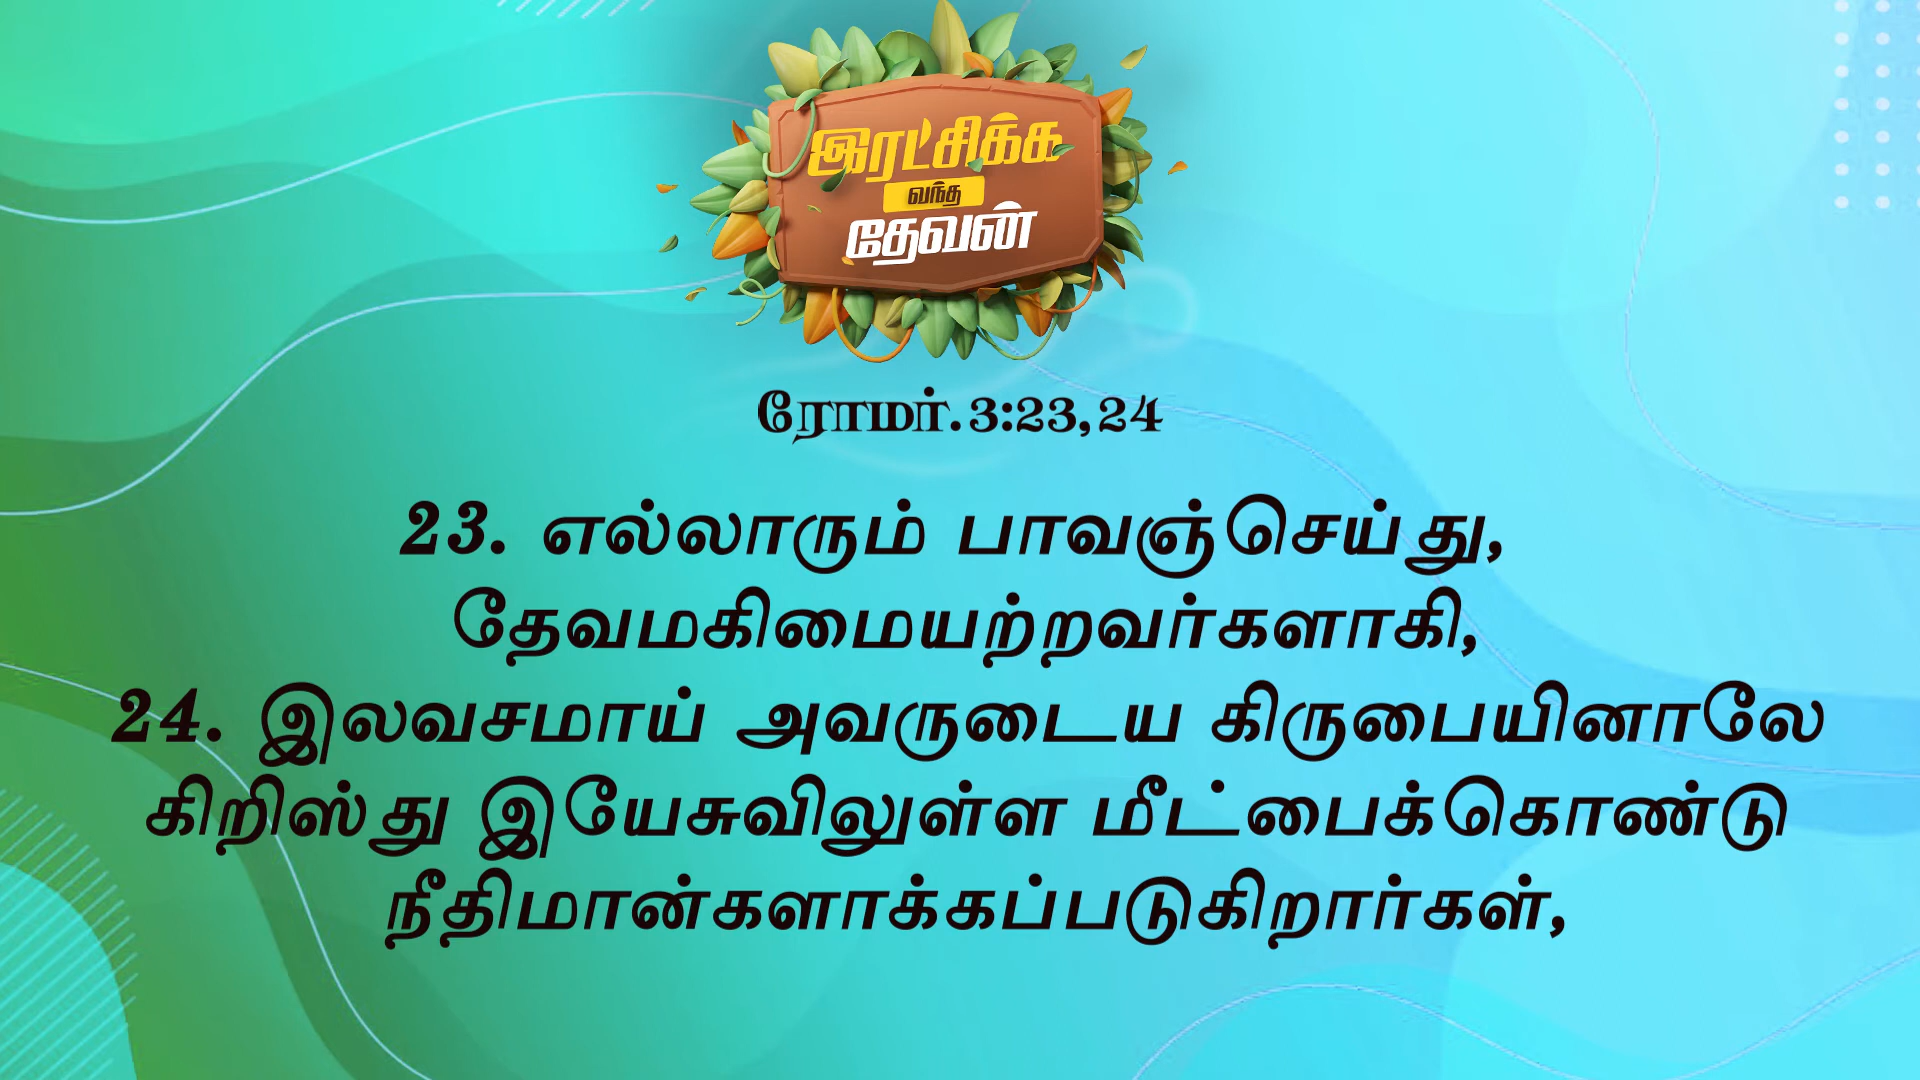 இரட்சிக்க
வந்த
தேவன்
ரோமர்.3:23,24
23. எல்லாரும் பாவஞ்செய்து,
தேவமகிமையற்றவர்களாகி,
24. இலவசமாய் அவருடைய கிருபையினாலே
கிறிஸ்து இயேசுவிலுள்ள மீட்பைக்கொண்டு
நீதிமான்களாக்கப்படுகிறார்கள்,